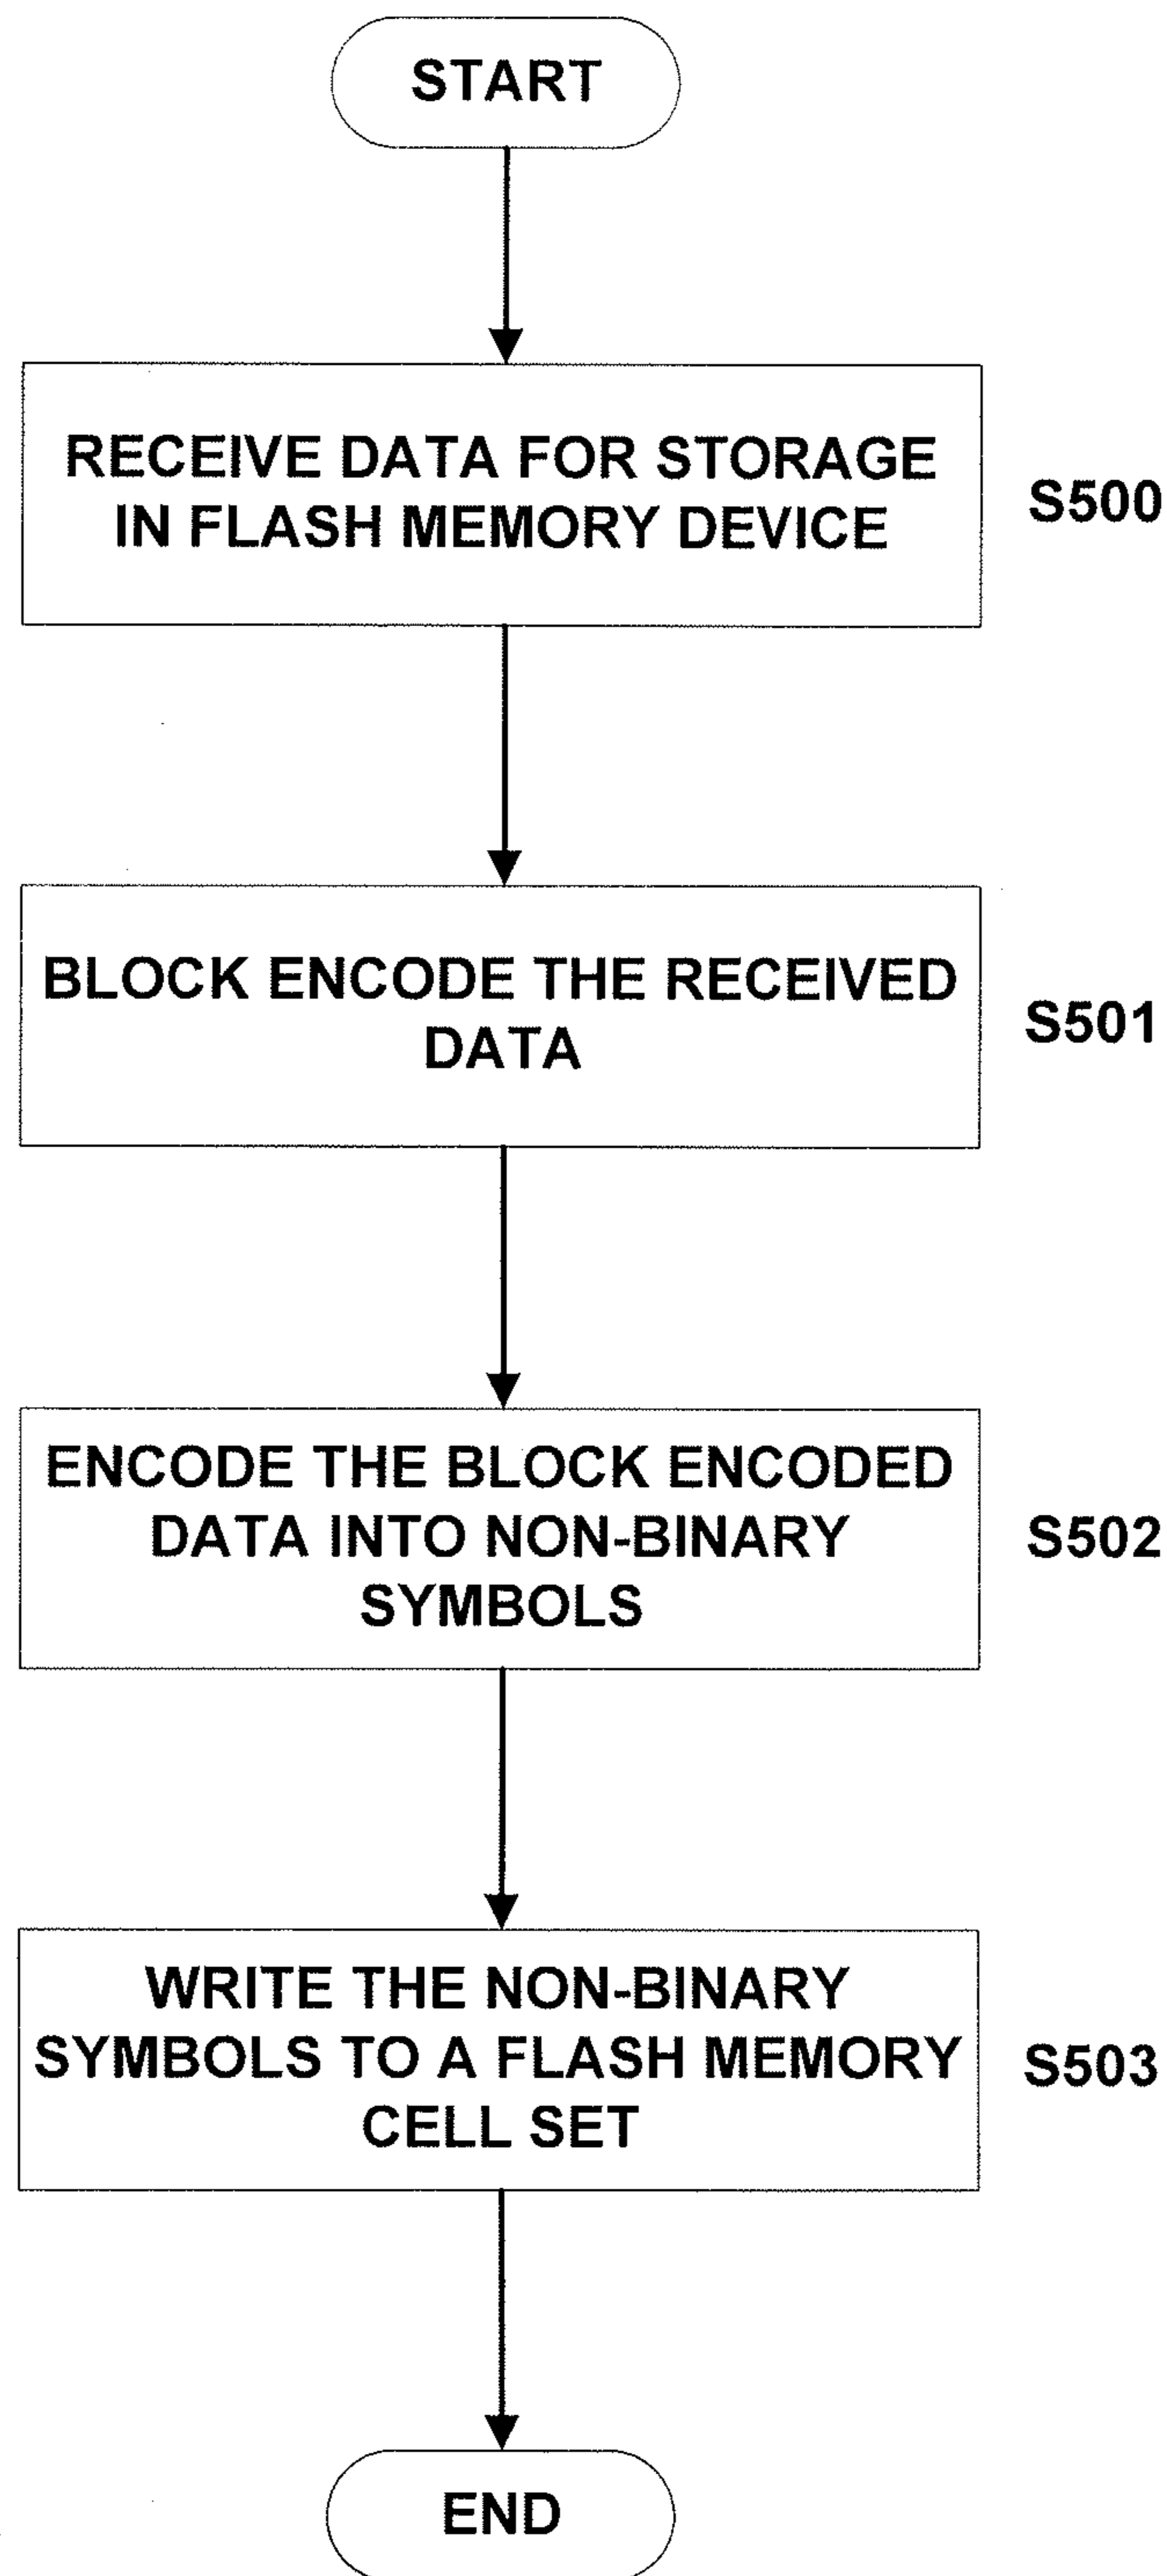 START
RECEIVE DATA FOR STORAGE
IN FLASH MEMORY DEVICE
S500
BLOCK ENCODE THE RECEIVED
DATA
S501
ENCODE THE BLOCK ENCODED
DATA INTO NON-BINARY
SYMBOLS
S502
WRITE THE NON-BINARY
SYMBOLS TO A FLASH MEMORY
CELL SET
S503
END